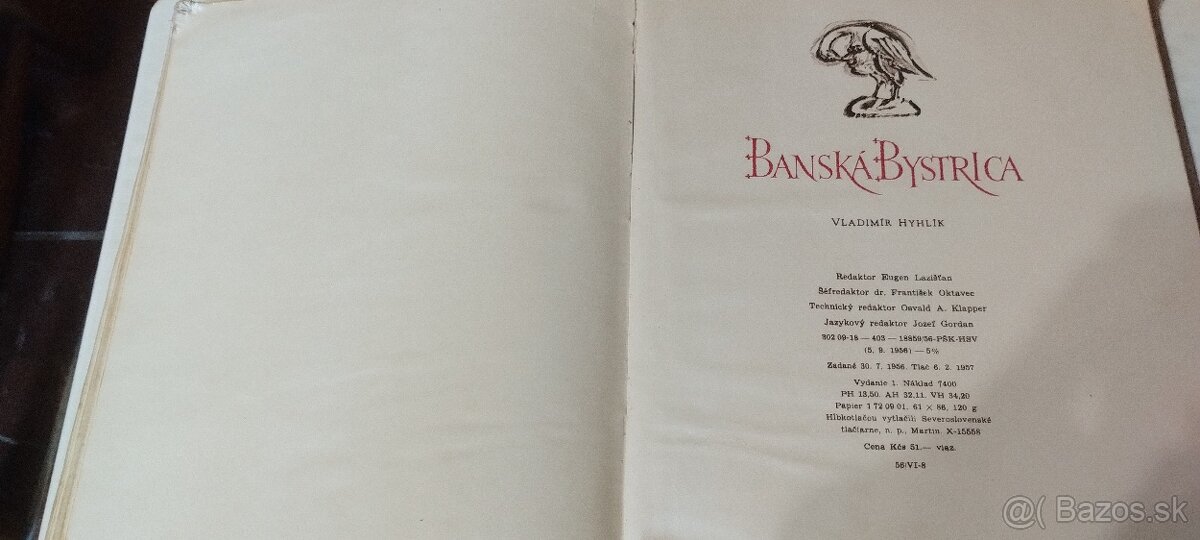 BANSKÁ BYSTRICA
VLADIMÍR HYHLÍK
Redaktor Eugen Lazišťan
Šéfredaktor dr. František Oktavec
Technický redaktor Osvald A. Klapper
Jazykový redaktor Jozef Gordan
302 09-18 — 403 — 18859/56-PŠK-HSV
(5. 9. 1956) — 5%
Zadané 30. 7. 1956. Tlač 6. 2. 1957
Vydanie 1. Náklad 7400
PH 13,50. AH 32,11. VH 34,20
Papier 1 72 09 01. 61 × 86, 120 g
Hĺbkotlačou vytlačili Severoslovenské
tlačiarne, n. p., Martin. X-15558
Cena Kčs 51.— viaz.
56/VI-8
@( Bazos.sk